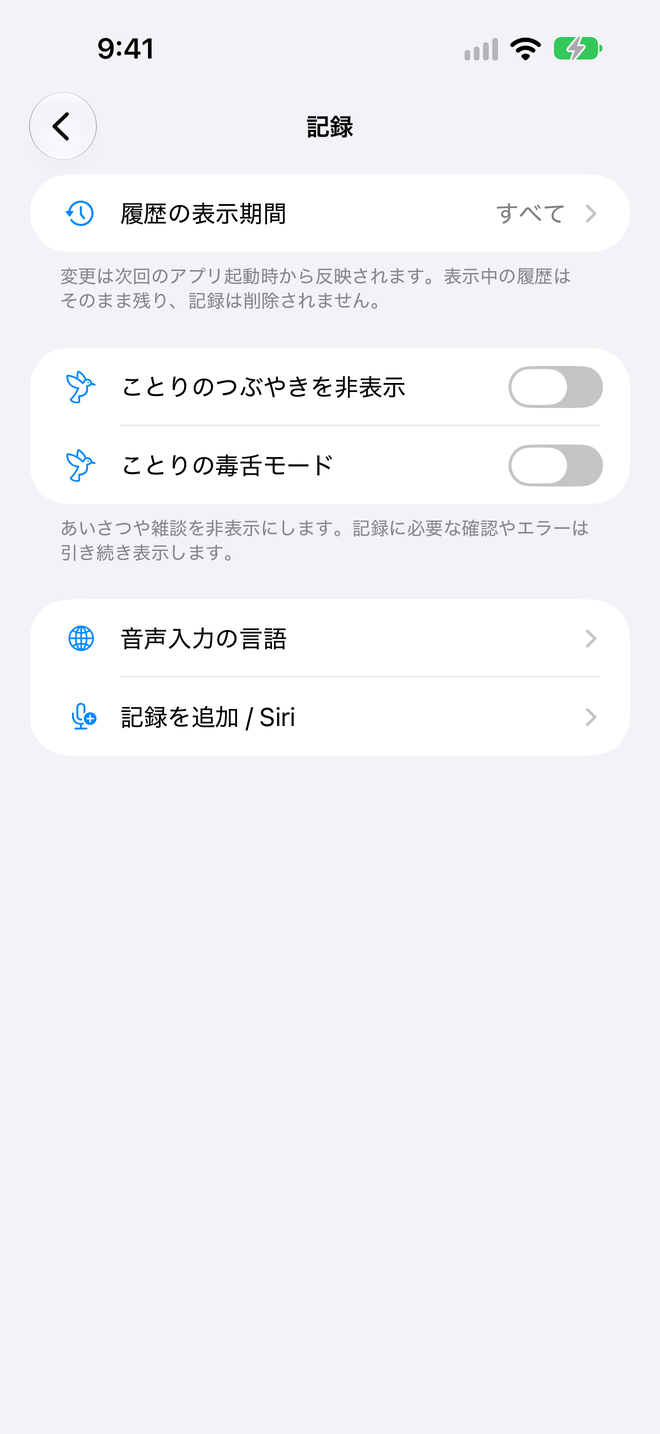 9:41
記録
履歴の表示期間 すべて
変更は次回のアプリ起動時から反映されます。表示中の履歴は
そのまま残り、記録は削除されません。
ことりのつぶやきを非表示
ことりの毒舌モード
あいさつや雑談を非表示にします。記録に必要な確認やエラーは
引き続き表示します。
音声入力の言語
記録を追加 / Siri